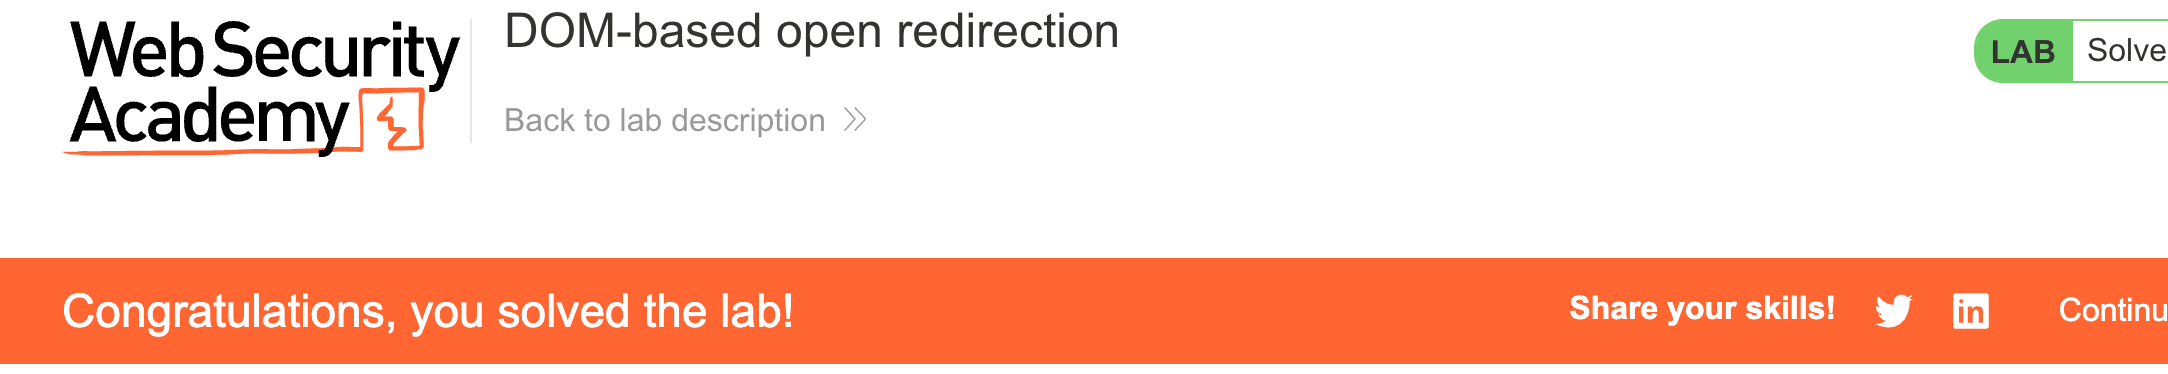 Web Security
Academy
DOM-based open redirection
Back to lab description
LAB Solve
Congratulations, you solved the lab!
Share your skills!
Continu